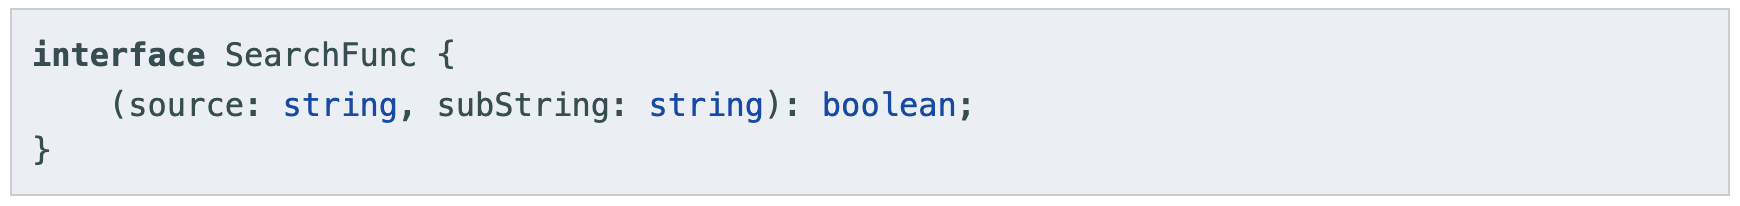 interface SearchFunc {
    (source: string, subString: string): boolean;
}